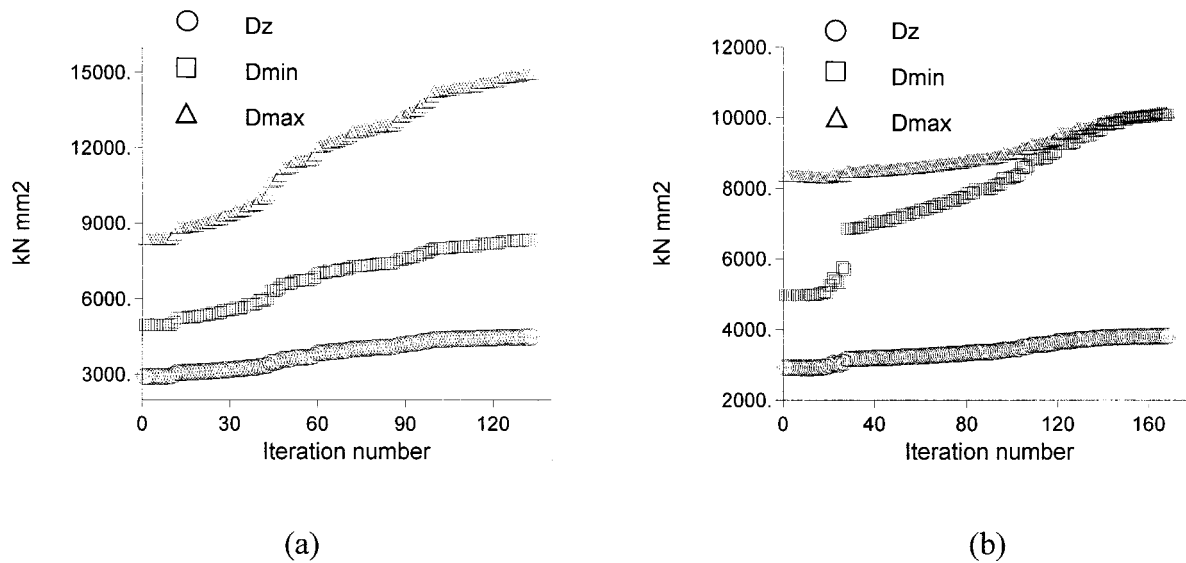 Dz
Dmin
Dmax
15000.
12000.
9000.
6000.
3000.
kN mm2
0 30 60 90 120
Iteration number
(a)
Dz
Dmin
Dmax
12000.
10000.
8000.
6000.
4000.
2000.
kN mm2
0 40 80 120 160
Iteration number
(b)